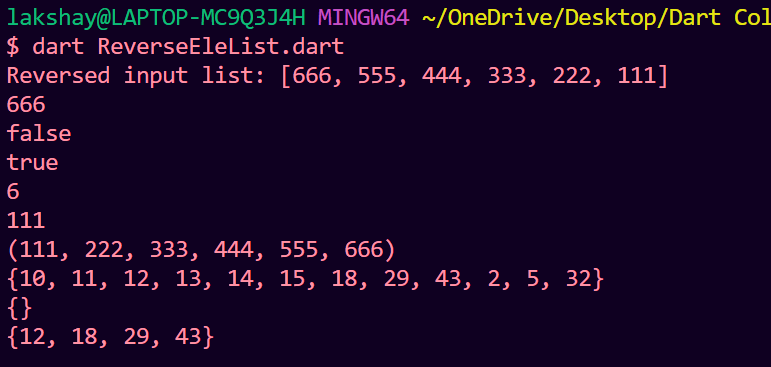 lakshay@LAPTOP-MC9Q3J4H MINGW64 ~/OneDrive/Desktop/Dart Col
$ dart ReverseEleList.dart
Reversed input list: [666, 555, 444, 333, 222, 111]
666
false
true
6
111
(111, 222, 333, 444, 555, 666)
{10, 11, 12, 13, 14, 15, 18, 29, 43, 2, 5, 32}
{}
{12, 18, 29, 43}